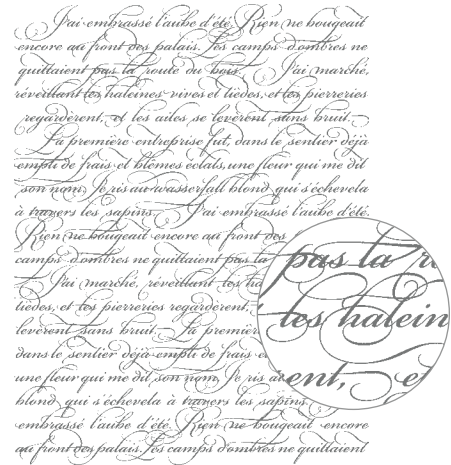 J'ai embrassé l'aube d'été. Rien ne bougeait
encore au front des palais. Les camps d'ombres ne
quittaient pas la route du bois. J'ai marché,
réveillant les haleines vives et tièdes, et les pierreries
regardèrent, et les ailes se levèrent sans bruit.
La première entreprise fut, dans le sentier déjà
empli de frais et blêmes éclats, une fleur qui me dit
son nom. Je ris au wasserfall blond qui s'échevela
à travers les sapins. J'ai embrassé l'aube d'été.
Rien ne bougeait encore au front des
camps d'ombres ne quittaient pas la
J'ai marché, réveillant les ha
tièdes, et les pierreries regardèrent,
levèrent sans bruit. La premièr
dans le sentier déjà empli de frais e
une fleur qui me dit son nom. Je ris a
blond qui s'échevela à travers les sapins.
embrassé l'aube d'été. Rien ne bougeait encore
au front des palais. Les camps d'ombres ne quittaient
pas la r
les halein
ent, et